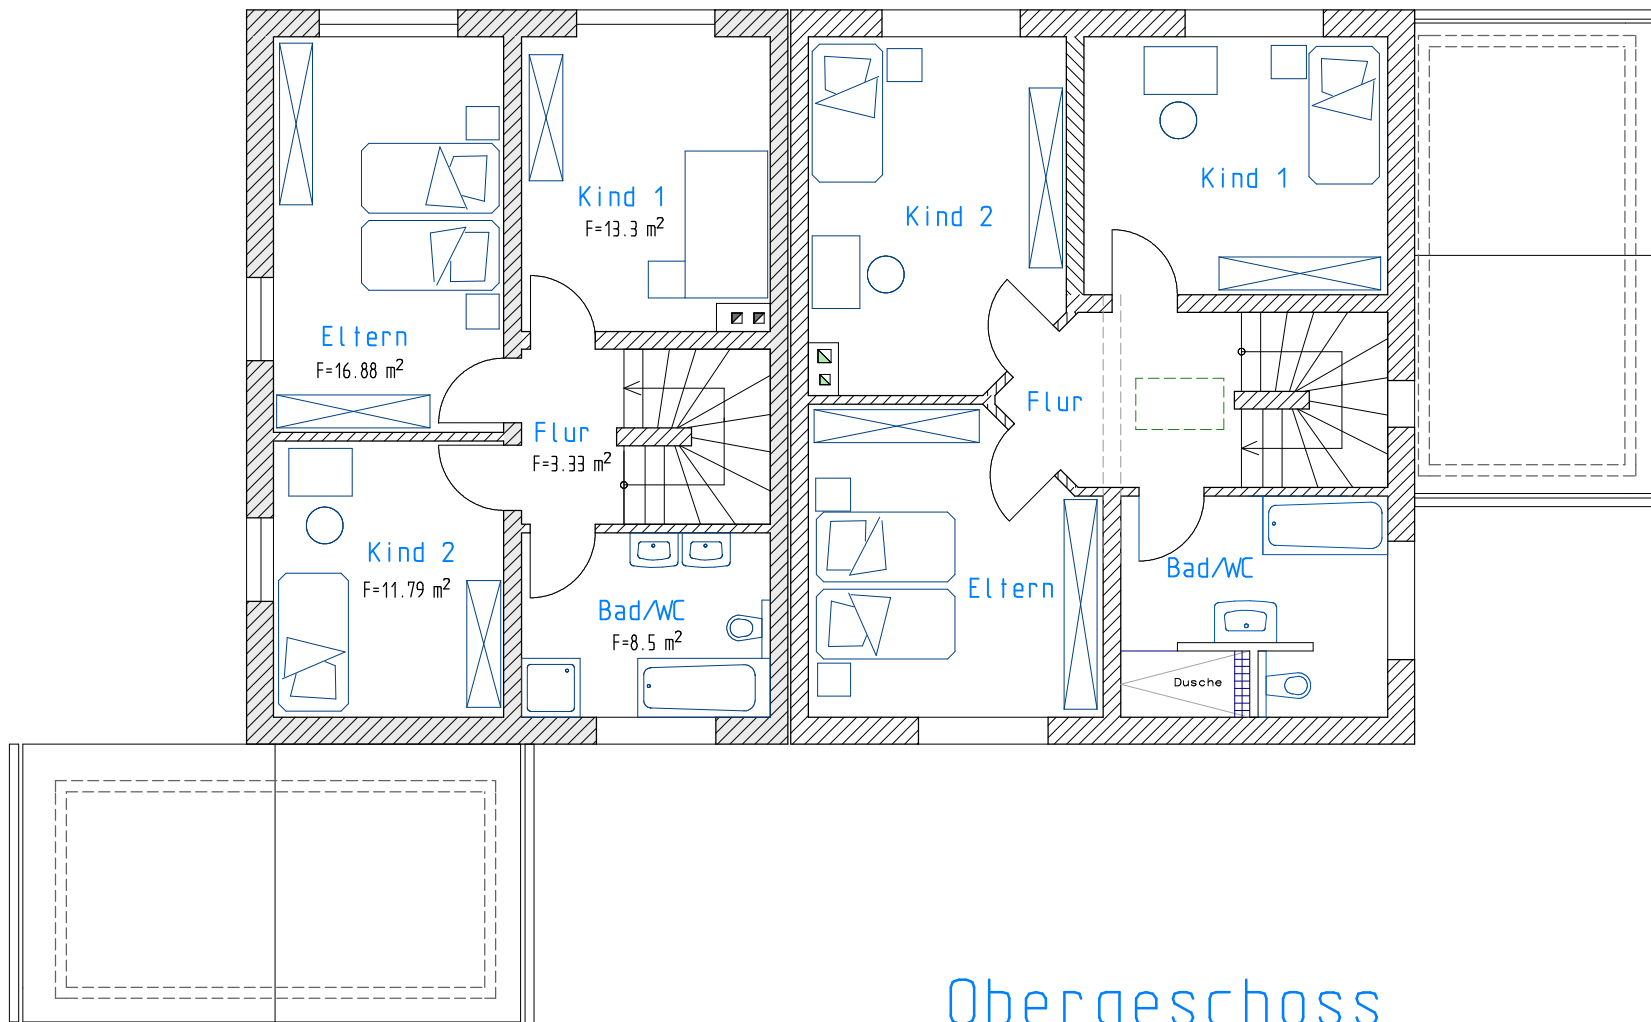 Kind 1
F=13.3 m²
Kind 2
Kind 1
Eltern
F=16.88 m²
Flur
Flur
F=3.33 m²
Kind 2
F=11.79 m²
Bad/WC
F=8.5 m²
Eltern
Bad/WC
Dusche
Obergeschoss